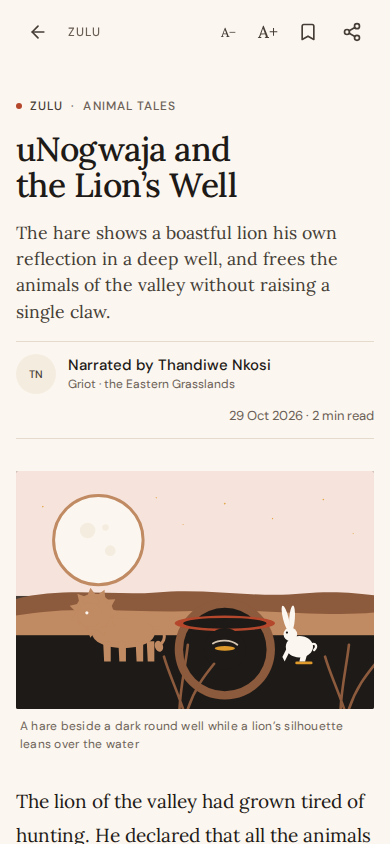 ZULU
A−
A+
ZULU · ANIMAL TALES
uNogwaja and
the Lion’s Well
The hare shows a boastful lion his own
reflection in a deep well, and frees the
animals of the valley without raising a
single claw.
TN
Narrated by Thandiwe Nkosi
Griot · the Eastern Grasslands
29 Oct 2026 · 2 min read
A hare beside a dark round well while a lion’s silhouette
leans over the water
The lion of the valley had grown tired of
hunting. He declared that all the animals